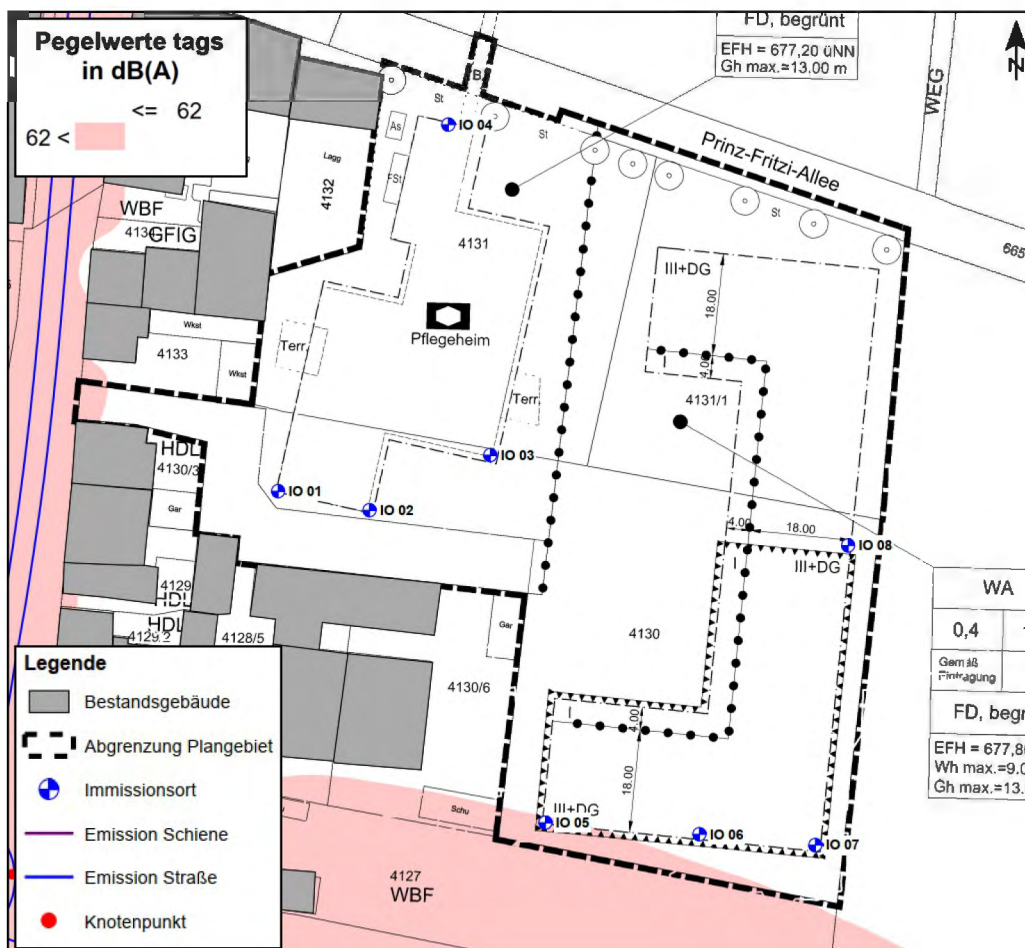 Pegelwerte tags
in dB(A)
<= 62
62 <
FD, begrünt
EFH = 677,20 üNN
Gh max.=13.00 m
N
WEG
Prinz-Fritzi-Allee
665
St
IO 04
As
St
FSt
Lagg
4132
WBF
GFIG
4131
St
Pflegeheim
Terr.
Terr.
Wkst
4133
Wkst
III+DG
18.00
4.00
I
4131/1
HDL
4130/3
Gar
IO 03
IO 01
IO 02
4.00
18.00
IO 08
III+DG
I
4129
HDL
HDL
4129/2
4128/5
Gar
4130
4130/6
WA
0,4
Gemäß
Eintragung
FD, begrü
EFH = 677,80
Wh max.=9.0
Gh max.=13.
I
4.00
18.00
III+DG
IO 05
IO 06
IO 07
Schu
4127
WBF
Legende
Bestandsgebäude
Abgrenzung Plangebiet
Immissionsort
Emission Schiene
Emission Straße
Knotenpunkt